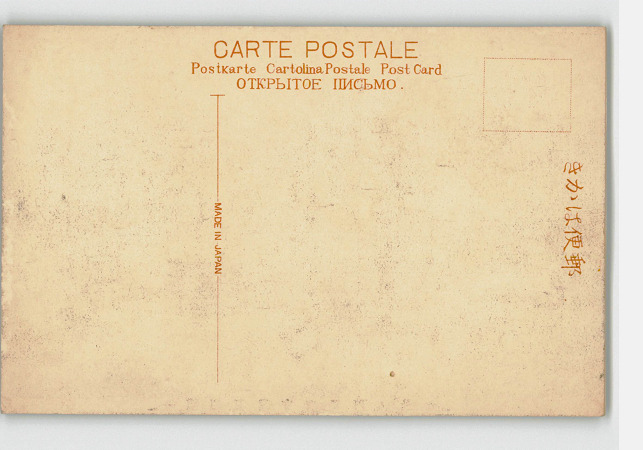 CARTE POSTALE
Postkarte Cartolina Postale Post Card
ОТКРЫТОЕ ПИСЬМО.
MADE IN JAPAN
郵便はかき